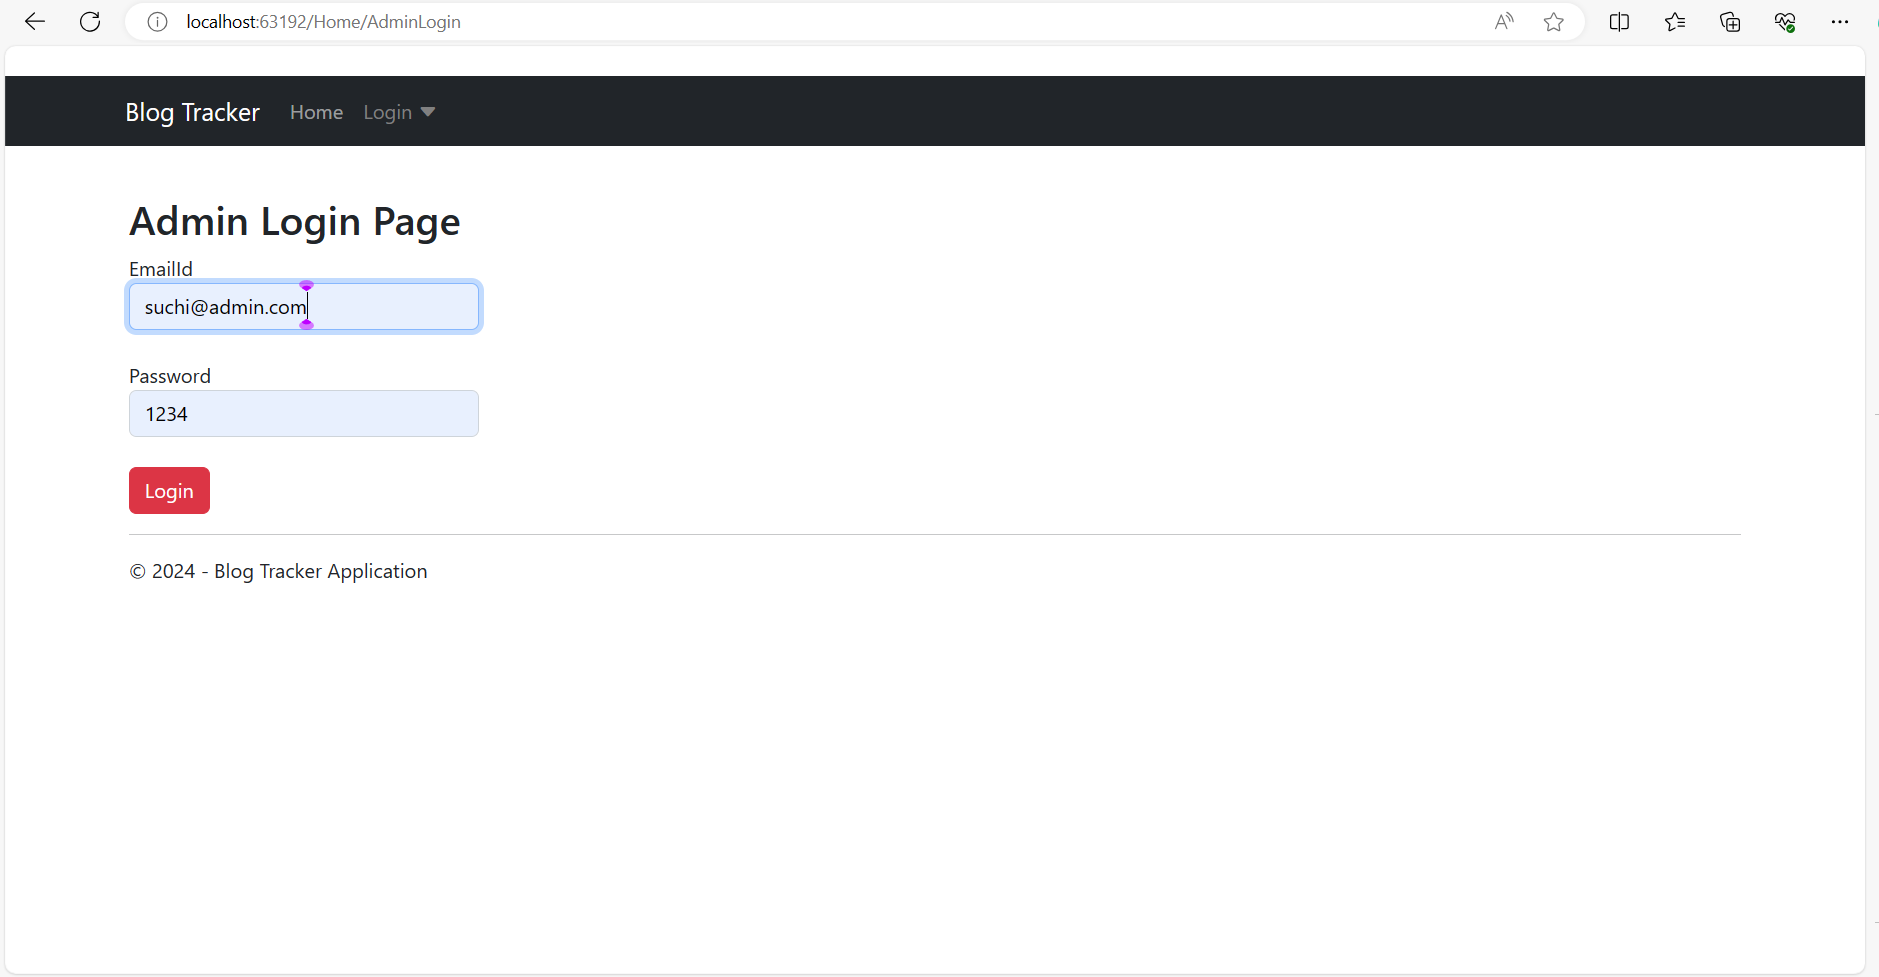 localhost:63192/Home/AdminLogin
Blog Tracker Home Login
Admin Login Page
EmailId
suchi@admin.com
Password
1234
Login
© 2024 - Blog Tracker Application